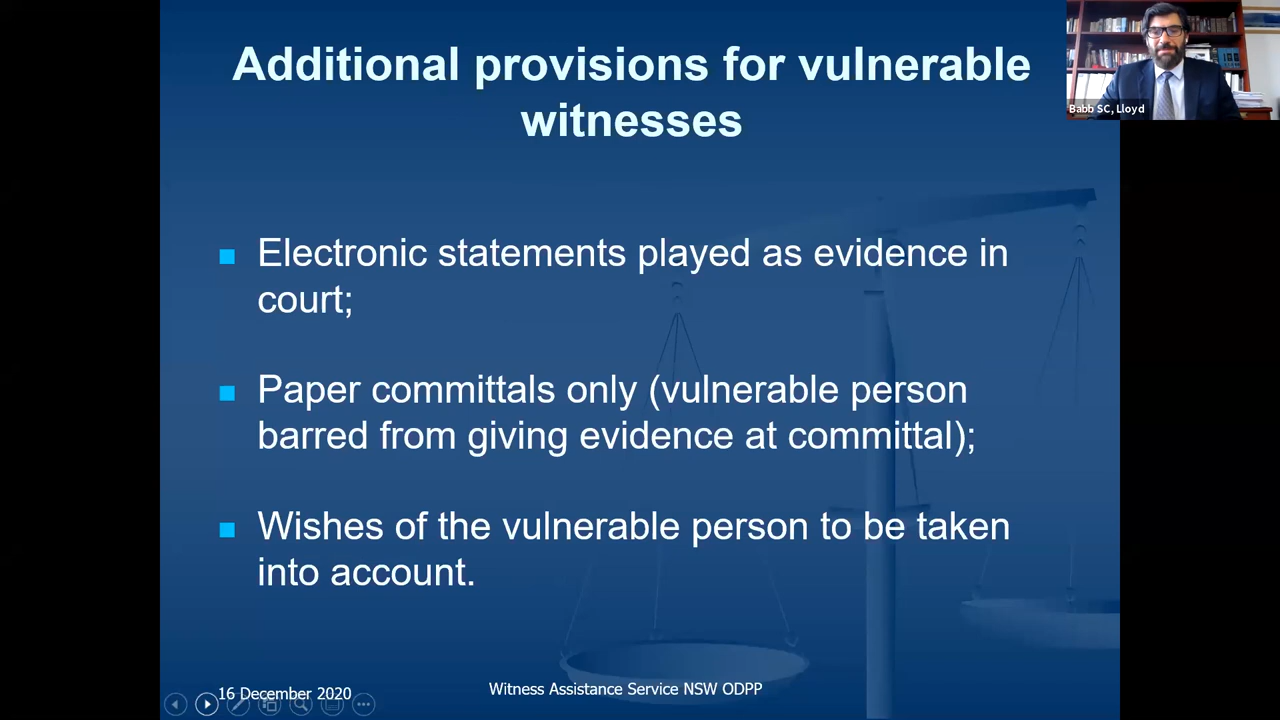 Additional provisions for vulnerable
witnesses
Babb SC, Lloyd
Electronic statements played as evidence in
court;
Paper committals only (vulnerable person
barred from giving evidence at committal);
Wishes of the vulnerable person to be taken
into account.
16 December 2020
Witness Assistance Service NSW ODPP